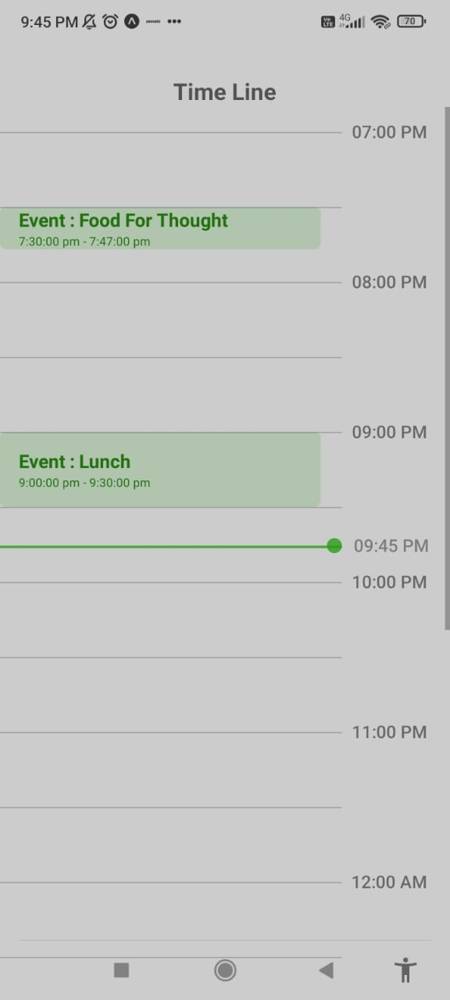 9:45 PM 4G 70
Time Line
07:00 PM
Event : Food For Thought
7:30:00 pm - 7:47:00 pm
08:00 PM
09:00 PM
Event : Lunch
9:00:00 pm - 9:30:00 pm
09:45 PM
10:00 PM
11:00 PM
12:00 AM